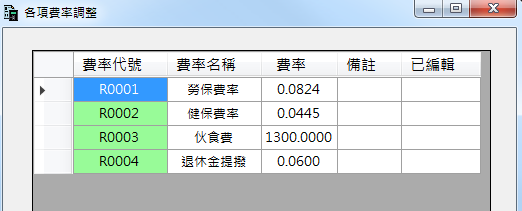 各項費率調整
費率代號 費率名稱 費率 備註 已編輯
R0001 勞保費率 0.0824
R0002 健保費率 0.0445
R0003 伙食費 1300.0000
R0004 退休金提撥 0.0600